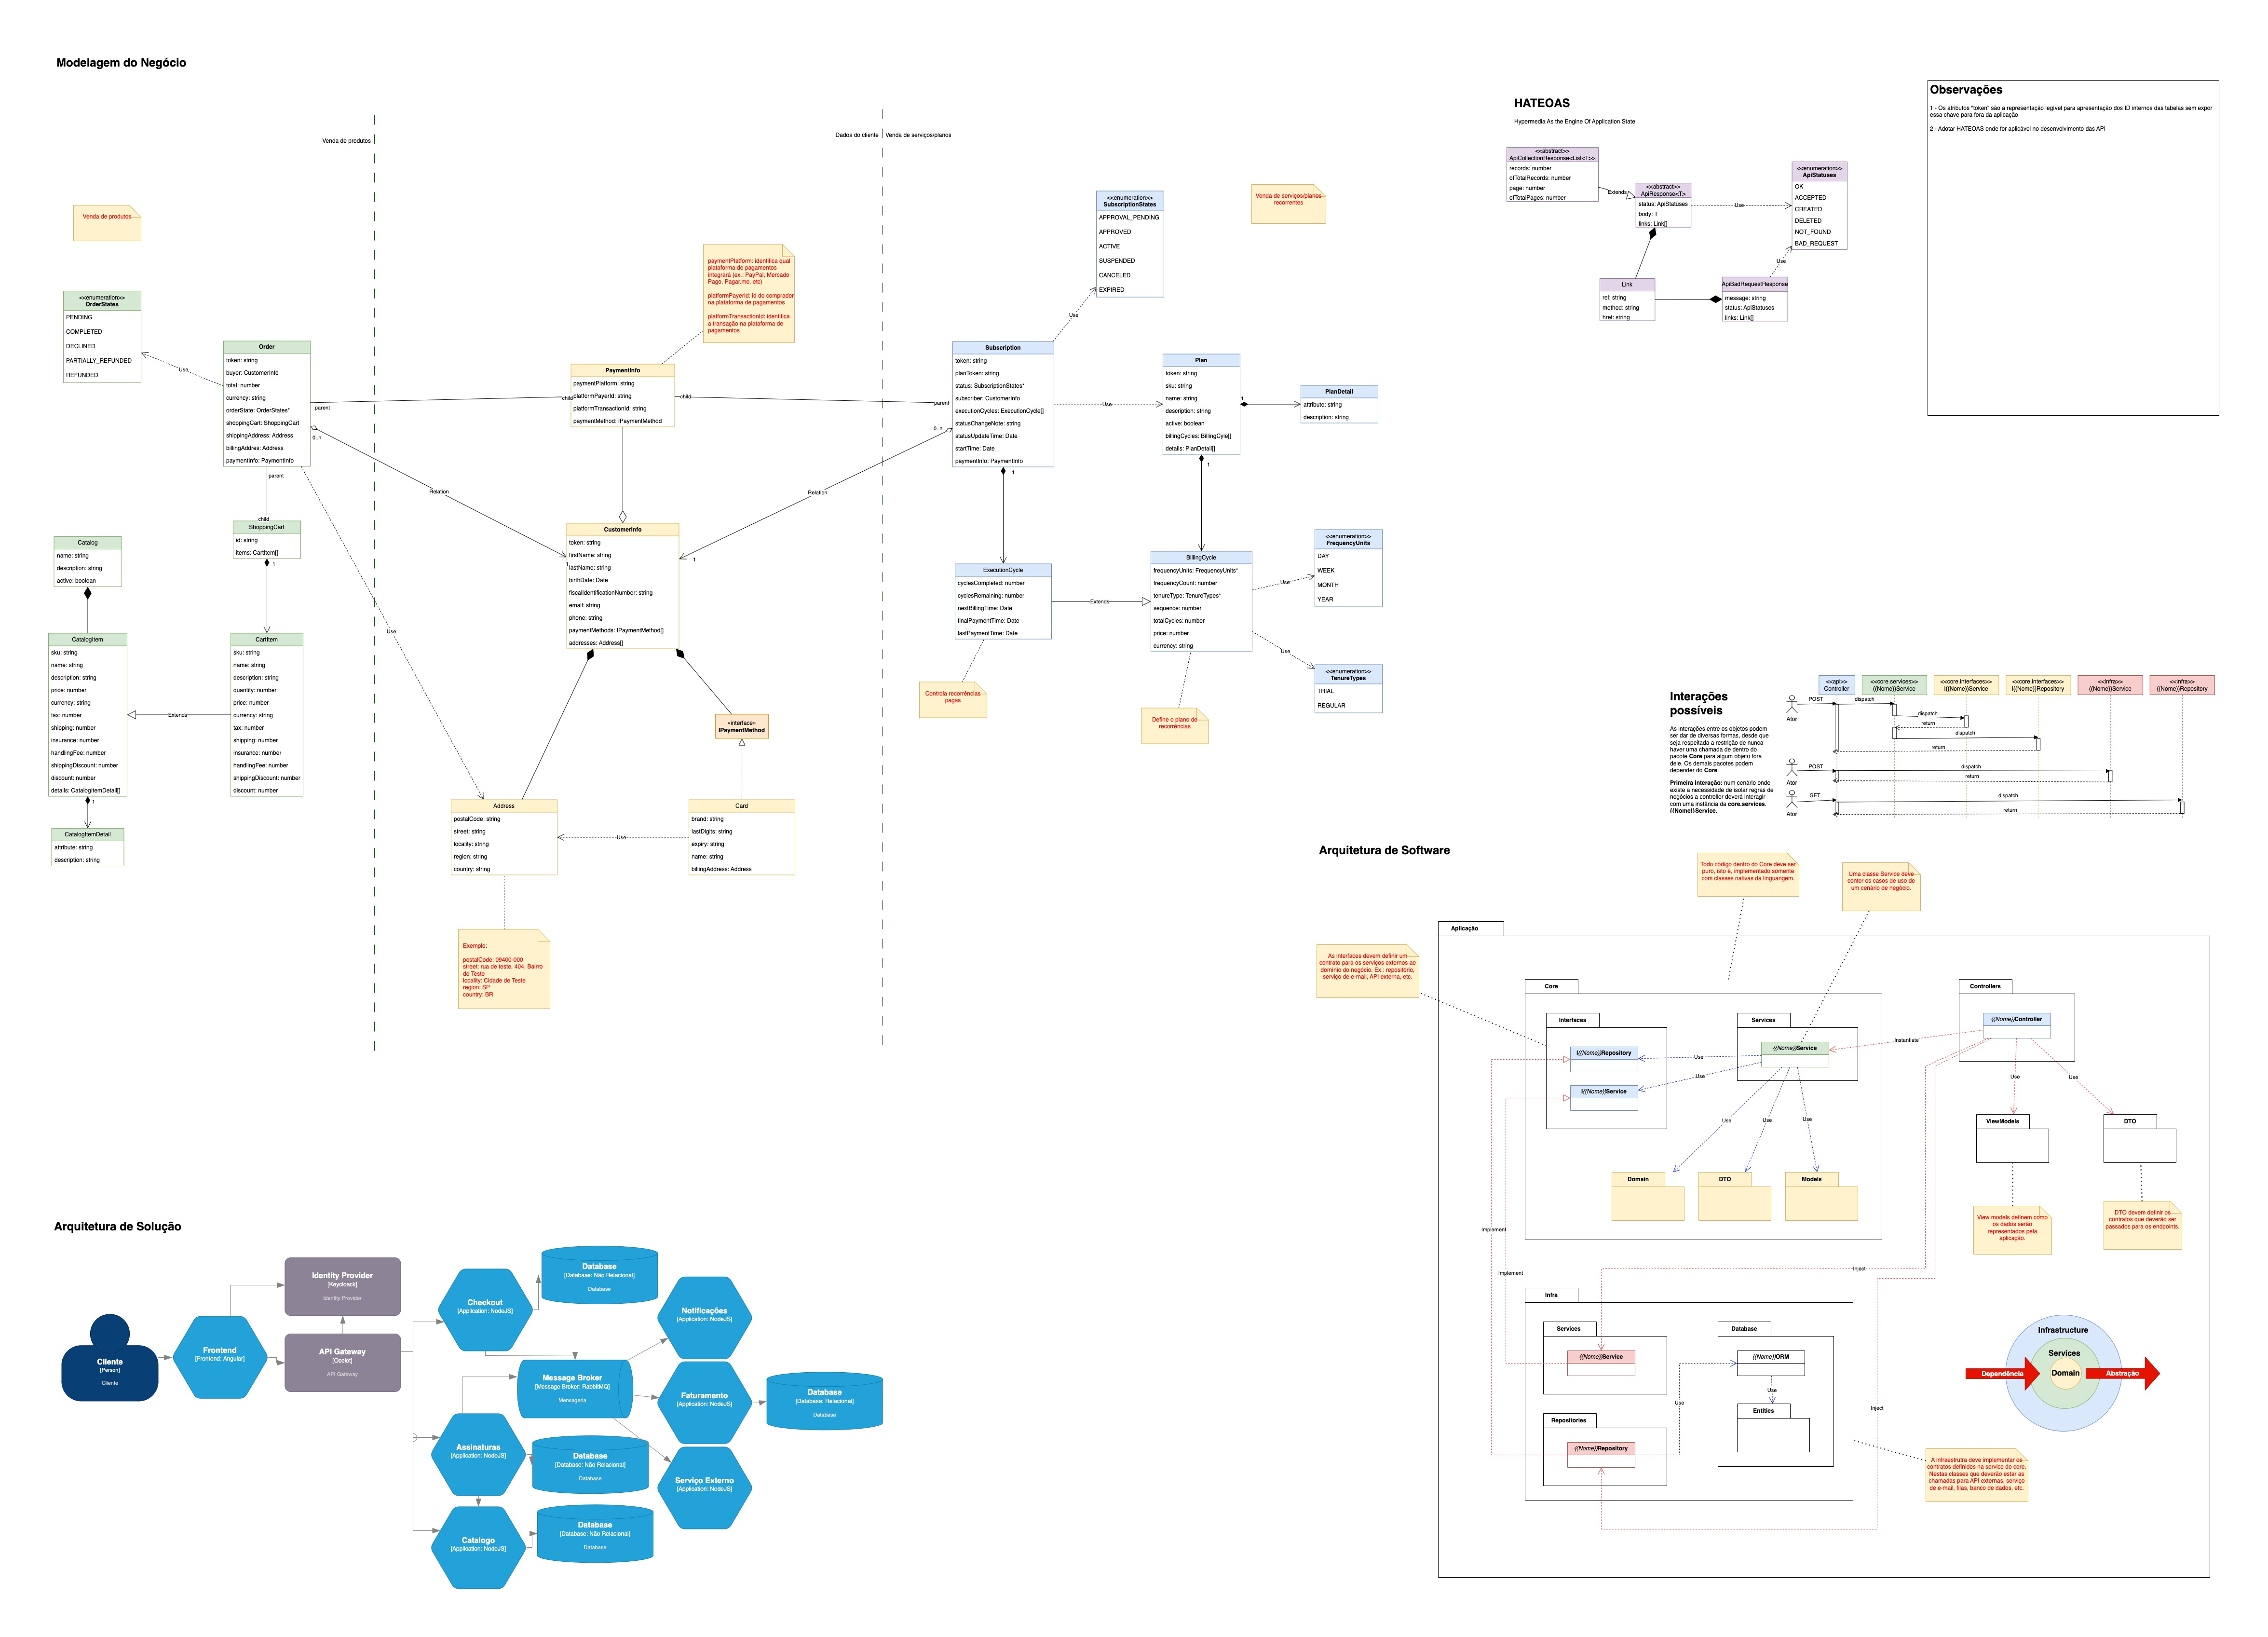 Modelagem do Negócio
Venda de produtos
Dados do cliente
Venda de serviços/planos
Venda de produtos
<<enumeration>>
OrderStates
PENDING
COMPLETED
DECLINED
PARTIALLY_REFUNDED
REFUNDED
Use
Order
token: string
buyer: CustomerInfo
total: number
currency: string
orderState: OrderStates*
shoppingCart: ShoppingCart
shippingAddress: Address
billingAddres: Address
paymentInfo: PaymentInfo
parent
0..n
parent
child
Relation
Use
ShoppingCart
id: string
items: CartItem[]
1
Catalog
name: string
description: string
active: boolean
CatalogItem
sku: string
name: string
description: string
price: number
currency: string
tax: number
shipping: number
insurance: number
handlingFee: number
shippingDiscount: number
discount: number
details: CatalogItemDetail[]
1
Extends
CartItem
sku: string
name: string
description: string
quantity: number
price: number
currency: string
tax: number
shipping: number
insurance: number
handlingFee: number
shippingDiscount: number
discount: number
CatalogItemDetail
attribute: string
description: string
paymentPlatform: identifica qual
plataforma de pagamentos
integrará (ex.: PayPal, Mercado
Pago, Pagar.me, etc)
platformPayerId: id do comprador
na plataforma de pagamentos
platformTransactionId: identifica
a transação na plataforma de
pagamentos
PaymentInfo
paymentPlatform: string
platformPayerId: string
platformTransactionId: string
paymentMethod: IPaymentMethod
child
child
CustomerInfo
token: string
firstName: string
lastName: string
birthDate: Date
fiscalIdentificationNumber: string
email: string
phone: string
paymentMethods: IPaymentMethod[]
addresses: Address[]
1
1
«interface»
IPaymentMethod
Address
postalCode: string
street: string
locality: string
region: string
country: string
Use
Card
brand: string
lastDigits: string
expiry: string
name: string
billingAddress: Address
Exemplo:
postalCode: 09400-000
street: rua de teste, 404, Bairro
de Teste
locality: Cidade de Teste
region: SP
country: BR
<<enumeration>>
SubscriptionStates
APPROVAL_PENDING
APPROVED
ACTIVE
SUSPENDED
CANCELED
EXPIRED
Use
Venda de serviços/planos
recorrentes
Subscription
token: string
planToken: string
status: SubscriptionStates*
subscriber: CustomerInfo
executionCycles: ExecutionCycle[]
statusChangeNote: string
statusUpdateTime: Date
startTime: Date
paymentInfo: PaymentInfo
parent
0..n
1
Relation
Use
Plan
token: string
sku: string
name: string
description: string
active: boolean
billingCycles: BillingCyle[]
details: PlanDetail[]
1
1
PlanDetail
attribute: string
description: string
ExecutionCycle
cyclesCompleted: number
cyclesRemaining: number
nextBillingTime: Date
finalPaymentTime: Date
lastPaymentTime: Date
Extends
BillingCycle
frequencyUnits: FrequencyUnits*
frequencyCount: number
tenureType: TenureTypes*
sequence: number
totalCycles: number
price: number
currency: string
Use
Use
<<enumeration>>
FrequencyUnits
DAY
WEEK
MONTH
YEAR
<<enumeration>>
TenureTypes
TRIAL
REGULAR
Controla recorrências
pagas
Define o plano de
recorrências
HATEOAS
Hypermedia As the Engine Of Application State
<<abstract>>
ApiCollectionResponse<List<T>>
records: number
ofTotalRecords: number
page: number
ofTotalPages: number
Extends
<<abstract>>
ApiResponse<T>
status: ApiStatuses
body: T
links: Link[]
Use
<<enumeration>>
ApiStatuses
OK
ACCEPTED
CREATED
DELETED
NOT_FOUND
BAD_REQUEST
Use
Link
rel: string
method: string
href: string
ApiBadRequestResponse
message: string
status: ApiStatuses
links: Link[]
Observações
1 - Os atributos "token" são a representação legível para apresentação dos ID internos das tabelas sem expor
essa chave para fora da aplicação
2 - Adotar HATEOAS onde for aplicável no desenvolvimento das API
Interações
possíveis
As interações entre os objetos podem
ser dar de diversas formas, desde que
seja respeitada a restrição de nunca
haver uma chamada de dentro do
pacote Core para algum objeto fora
dele. Os demais pacotes podem
depender do Core.
Primeira interação: num cenário onde
existe a necessidade de isolar regras de
negócios a controller deverá interagir
com uma instância da core.services.
{{Nome}}Service.
<<api>>
Controller
<<core.services>>
{{Nome}}Service
<<core.interfaces>>
I{{Nome}}Service
<<core.interfaces>>
I{{Nome}}Repository
<<infra>>
{{Nome}}Service
<<infra>>
{{Nome}}Repository
Ator
POST
dispatch
dispatch
return
dispatch
return
Ator
POST
dispatch
return
Ator
GET
dispatch
return
Arquitetura de Software
Todo código dentro do Core deve ser
puro, isto é, implementado somente
com classes nativas da linguangem.
Uma classe Service deve
conter os casos de uso de
um cenário de negócio.
As interfaces devem definir um
contrato para os serviços externos ao
domínio do negócio. Ex.: repositório,
serviço de e-mail, API externa, etc.
Aplicação
Core
Interfaces
I{{Nome}}Repository
I{{Nome}}Service
Services
{{Nome}}Service
Use
Use
Use
Use
Use
Domain
DTO
Models
Controllers
{{Nome}}Controller
Instantiate
Use
Use
ViewModels
DTO
View models definem como
os dados serão
representados pela
aplicação.
DTO devem definir os
contratos que deverão ser
passados para os endpoints.
Implement
Implement
Inject
Inject
Infra
Services
{{Nome}}Service
Repositories
{{Nome}}Repository
Use
Database
{{Nome}}ORM
Use
Entities
Infrastructure
Services
Domain
Dependência
Abstração
A infraestrutra deve implementar os
contratos definidos na service do core.
Nestas classes que deverão estar as
chamadas para API externas, serviço
de e-mail, filas, banco de dados, etc.
Arquitetura de Solução
Cliente
[Person]
Cliente
Frontend
[Frontend: Angular]
Identity Provider
[Keycloack]
Identity Provider
API Gateway
[Ocelot]
API Gateway
Checkout
[Application: NodeJS]
Database
[Database: Não Relacional]
Database
Message Broker
[Message Broker: RabbitMQ]
Mensagens
Notificações
[Application: NodeJS]
Faturamento
[Application: NodeJS]
Database
[Database: Relacional]
Database
Assinaturas
[Application: NodeJS]
Database
[Database: Não Relacional]
Database
Serviço Externo
[Application: NodeJS]
Catalogo
[Application: NodeJS]
Database
[Database: Não Relacional]
Database